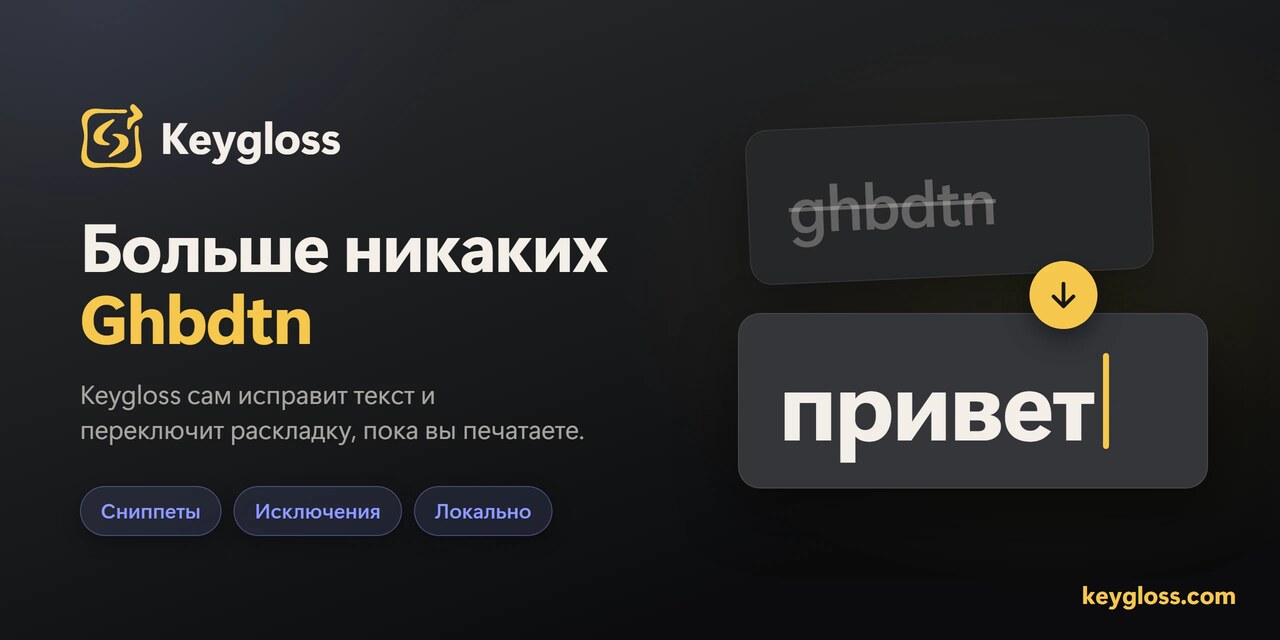 Keygloss
Больше никаких
Ghbdtn
Keygloss сам исправит текст и
переключит раскладку, пока вы печатаете.
Сниппеты Исключения Локально
ghbdtn
привет
keygloss.com